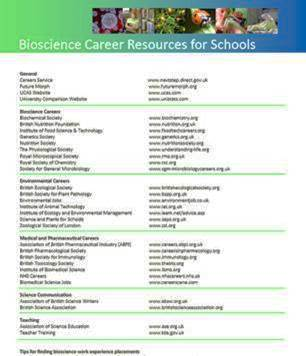 Bioscience Career Resources for Schools
General
Careers Service www.nextstep.direct.gov.uk
Future Morph www.futuremorph.org
UCAS Website www.ucas.com
University Comparison Website www.unistats.com
Bioscience Careers
Biochemical Society www.biochemistry.org
British Nutrition Foundation www.nutrition.org.uk
Institute of Food Science & Technology www.foodtechcareers.org
Genetics Society www.genetics.org.uk
Nutrition Society www.nutritionsociety.org
The Physiological Society www.understanding-life.org
Royal Microscopical Society www.rms.org.uk
Royal Society of Chemistry www.rsc.org
Society for General Microbiology www.sgm-microbiologycareers.org.uk
Environmental Careers
British Ecological Society www.britishecologicalsociety.org
British Society for Plant Pathology www.bspp.org.uk
Environmental Jobs www.environmentjob.co.uk
Institute of Animal Technology www.iat.org.uk
Institute of Ecology and Environmental Management www.ieem.net/advice.asp
Science and Plants for Schools www.saps.org.uk
Zoological Society of London www.zsl.org
Medical and Pharmaceutical Careers
Association of British Pharmaceutical Industry (ABPI) www.careers.abpi.org.uk
British Pharmacological Society www.careersinpharmacology.org
British Society for Immunology www.immunology.org
British Toxicology Society www.thebts.org
Institute of Biomedical Science www.ibms.org
NHS Careers www.nhscareers.nhs.uk
Biomedical Science Jobs www.careerscene.com
Science Communication
Association of British Science Writers www.absw.org.uk
British Science Association www.britishscienceassociation.org
Teaching
Association of Science Education www.ase.org.uk
Teacher Training www.tda.gov.uk
Tips for finding bioscience work experience placements